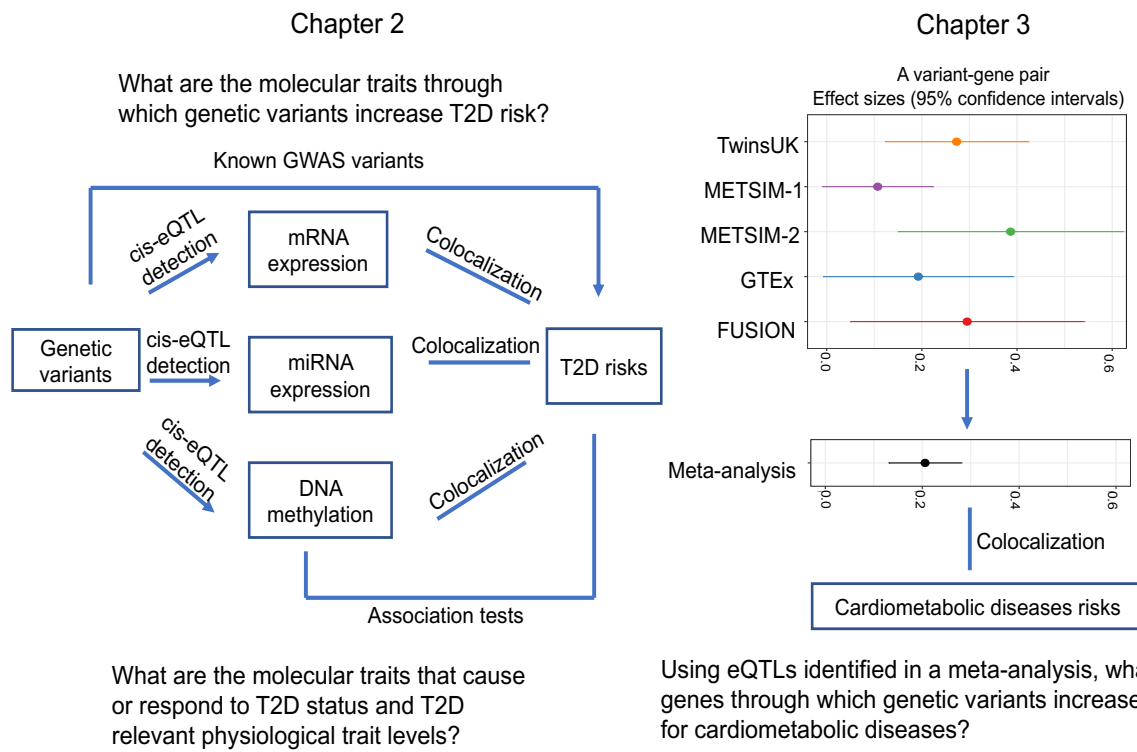 Chapter 2
What are the molecular traits through
which genetic variants increase T2D risk?
Known GWAS variants
cis-eQTL
detection
mRNA
expression
Colocalization
Genetic
variants
cis-eQTL
detection
miRNA
expression
Colocalization
T2D risks
cis-eQTL
detection
DNA
methylation
Colocalization
Association tests
What are the molecular traits that cause
or respond to T2D status and T2D
relevant physiological trait levels?
Chapter 3
A variant-gene pair
Effect sizes (95% confidence intervals)
TwinsUK
METSIM-1
METSIM-2
GTEx
FUSION
0.0
0.2
0.4
0.6
Meta-analysis
0.0
0.2
0.4
0.6
Colocalization
Cardiometabolic diseases risks
Using eQTLs identified in a meta-analysis,
genes through which genetic variants increase
for cardiometabolic diseases?